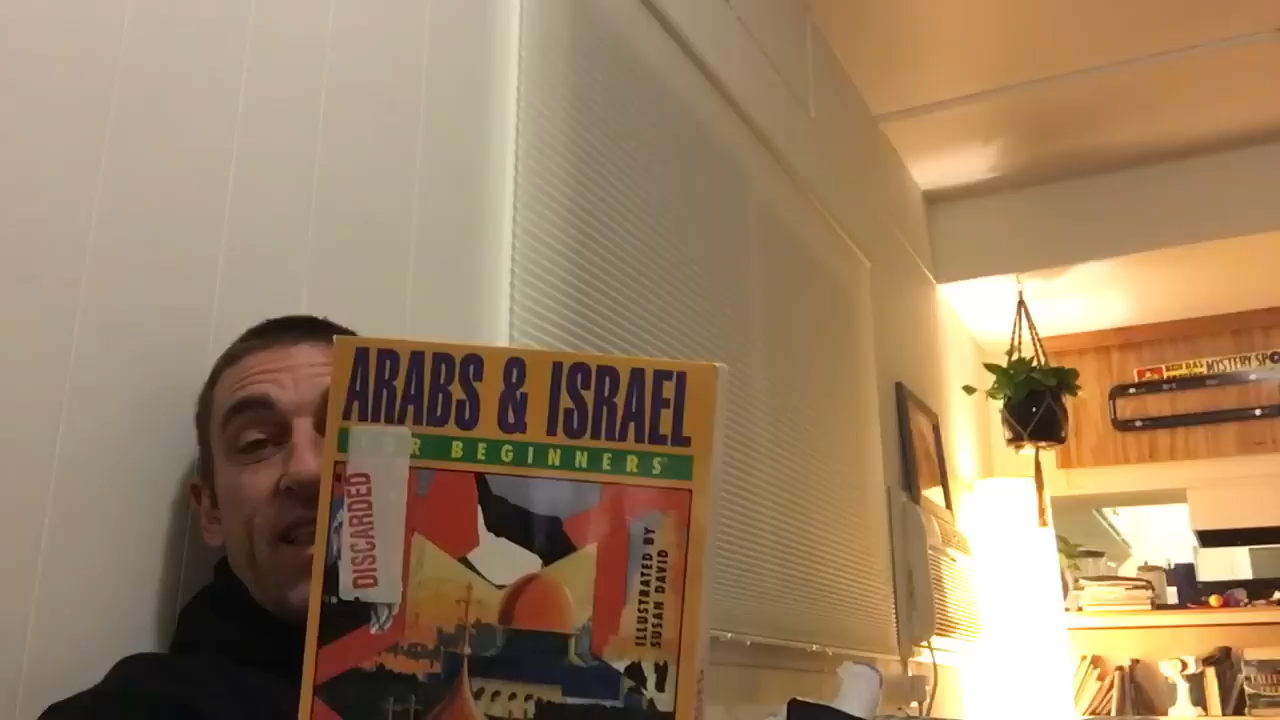 ARABS & ISRAEL
R BEGINNERS
DISCARDED
ILLUSTRATED BY
SUSAN DAVID
MYSTERY SPO